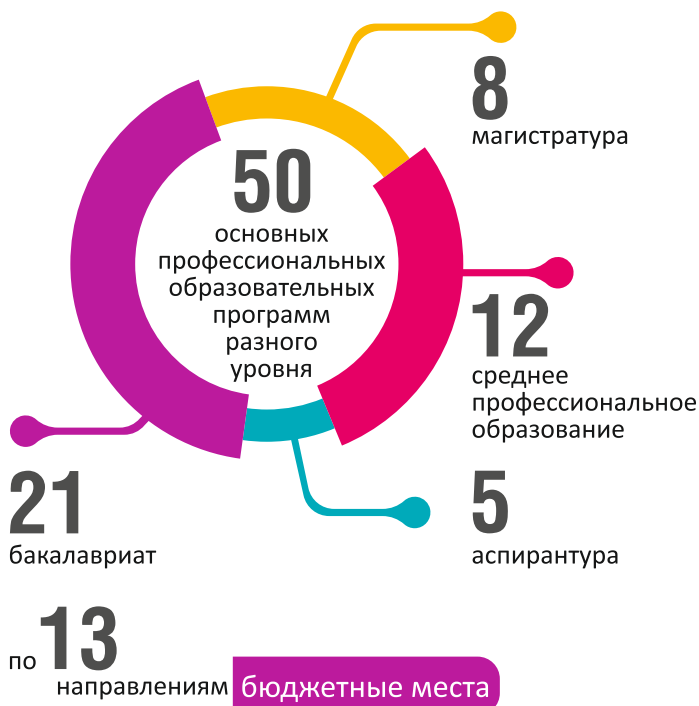 8
магистратура
50
основных
профессиональных
образовательных
программ
разного
уровня
12
среднее
профессиональное
образование
21
бакалавриат
5
аспирантура
по 13
направлениям бюджетные места